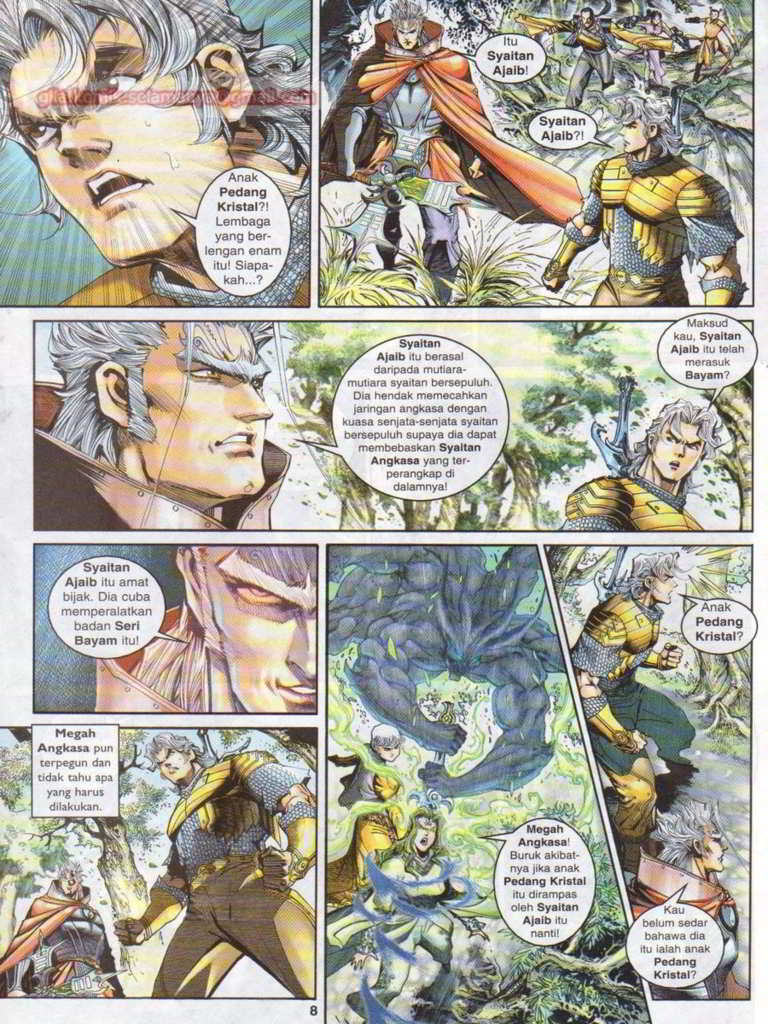 Anak
Pedang
Kristal?!
Lembaga
yang ber-
lengan enam
itu! Siapa-
kah...?
Itu
Syaitan
Ajaib!
Syaitan
Ajaib?!
Syaitan
Ajaib itu berasal
daripada mutiara-
mutiara syaitan bersepuluh.
Dia hendak memecahkan
jaringan angkasa dengan
kuasa senjata-senjata syaitan
bersepuluh supaya dia dapat
membebaskan Syaitan
Angkasa yang ter-
perangkap di
dalamnya!
Maksud
kau, Syaitan
Ajaib itu telah
merasuk
Bayam?
Syaitan
Ajaib itu amat
bijak. Dia cuba
memperalatkan
badan Seri
Bayam itu!
Megah
Angkasa pun
terpegun dan
tidak tahu apa
yang harus
dilakukan.
Megah
Angkasa!
Buruk akibat-
nya jika anak
Pedang Kristal
itu dirampas
oleh Syaitan
Ajaib itu
nanti!
Anak
Pedang
Kristal?
Kau
belum sedar
bahawa dia
itu ialah anak
Pedang
Kristal?
8